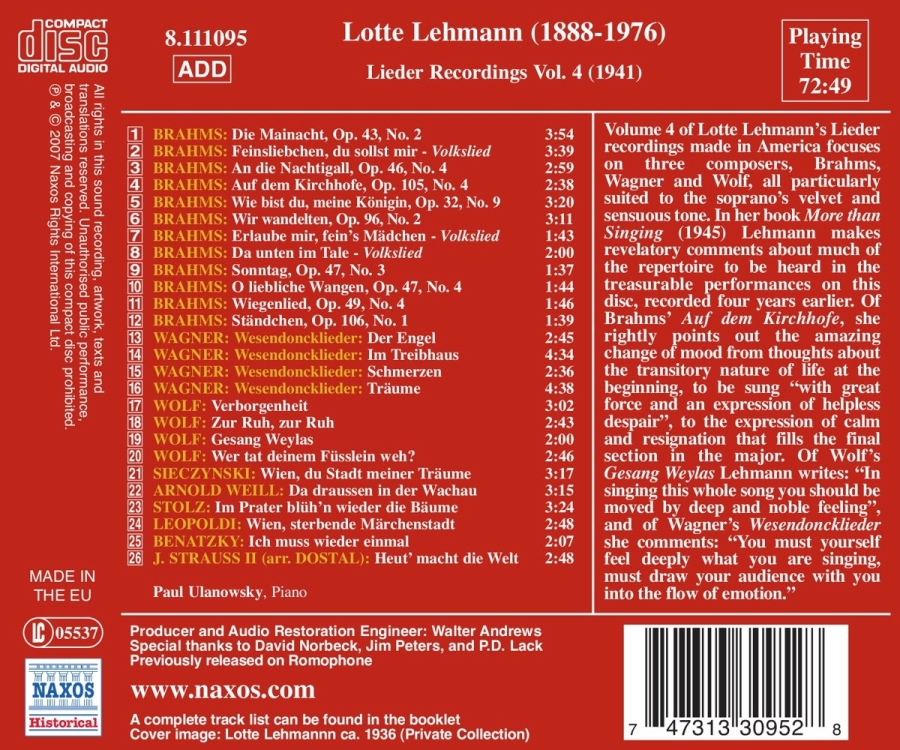 COMPACT
disc
DIGITAL AUDIO
8.111095
ADD
Lotte Lehmann (1888-1976)
Lieder Recordings Vol. 4 (1941)
Playing
Time
72:49
All rights in this sound recording, artwork, texts and
translations reserved. Unauthorised public performance,
broadcasting and copying of this compact disc prohibited.
℗ & © 2007 Naxos Rights International Ltd.
1 BRAHMS: Die Mainacht, Op. 43, No. 2 3:54
2 BRAHMS: Feinsliebchen, du sollst mir - Volkslied 3:39
3 BRAHMS: An die Nachtigall, Op. 46, No. 4 2:59
4 BRAHMS: Auf dem Kirchhofe, Op. 105, No. 4 2:38
5 BRAHMS: Wie bist du, meine Königin, Op. 32, No. 9 3:20
6 BRAHMS: Wir wandelten, Op. 96, No. 2 3:11
7 BRAHMS: Erlaube mir, fein's Mädchen - Volkslied 1:43
8 BRAHMS: Da unten im Tale - Volkslied 2:00
9 BRAHMS: Sonntag, Op. 47, No. 3 1:37
10 BRAHMS: O liebliche Wangen, Op. 47, No. 4 1:44
11 BRAHMS: Wiegenlied, Op. 49, No. 4 1:46
12 BRAHMS: Ständchen, Op. 106, No. 1 1:39
13 WAGNER: Wesendoncklieder: Der Engel 2:45
14 WAGNER: Wesendoncklieder: Im Treibhaus 4:34
15 WAGNER: Wesendoncklieder: Schmerzen 2:36
16 WAGNER: Wesendoncklieder: Träume 4:38
17 WOLF: Verborgenheit 3:02
18 WOLF: Zur Ruh, zur Ruh 2:43
19 WOLF: Gesang Weylas 2:00
20 WOLF: Wer tat deinem Füsslein weh? 2:46
21 SIECZYNSKI: Wien, du Stadt meiner Träume 3:17
22 ARNOLD WEILL: Da draussen in der Wachau 3:15
23 STOLZ: Im Prater blüh'n wieder die Bäume 3:24
24 LEOPOLDI: Wien, sterbende Märchenstadt 2:48
25 BENATZKY: Ich muss wieder einmal 2:07
26 J. STRAUSS II (arr. DOSTAL): Heut' macht die Welt 2:48
Paul Ulanowsky, Piano
Volume 4 of Lotte Lehmann's Lieder
recordings made in America focuses
on three composers, Brahms,
Wagner and Wolf, all particularly
suited to the soprano's velvet and
sensuous tone. In her book More than
Singing (1945) Lehmann makes
revelatory comments about much of
the repertoire to be heard in the
treasurable performances on this
disc, recorded four years earlier. Of
Brahms' Auf dem Kirchhofe, she
rightly points out the amazing
change of mood from thoughts about
the transitory nature of life at the
beginning, to be sung "with great
force and an expression of helpless
despair", to the expression of calm
and resignation that fills the final
section in the major. Of Wolf's
Gesang Weylas Lehmann writes: "In
singing this whole song you should be
moved by deep and noble feeling",
and of Wagner's Wesendoncklieder
she comments: "You must yourself
feel deeply what you are singing,
must draw your audience with you
into the flow of emotion."
MADE IN
THE EU
LC 05537
NAXOS
Historical
Producer and Audio Restoration Engineer: Walter Andrews
Special thanks to David Norbeck, Jim Peters, and P.D. Lack
Previously released on Romophone
www.naxos.com
A complete track list can be found in the booklet
Cover image: Lotte Lehmannn ca. 1936 (Private Collection)
7 47313 30952 8